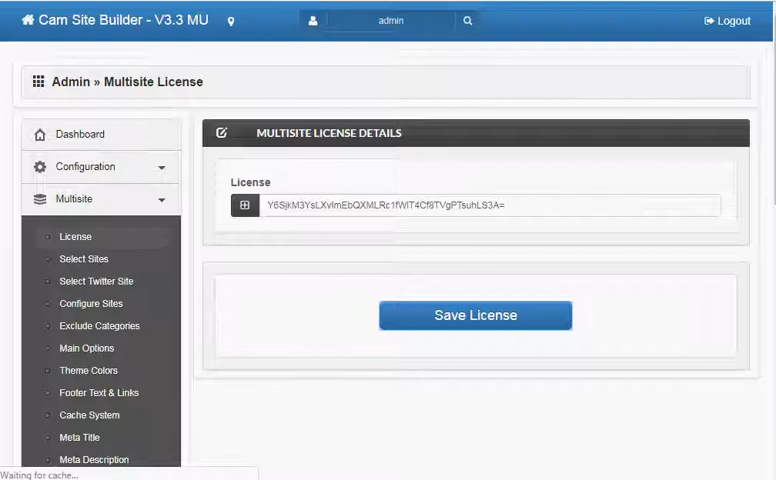 Cam Site Builder - V3.3 MU
admin
Logout
Admin » Multisite License
Dashboard
Configuration
Multisite
License
Select Sites
Select Twitter Site
Configure Sites
Exclude Categories
Main Options
Theme Colors
Footer Text & Links
Cache System
Meta Title
Meta Description
MULTISITE LICENSE DETAILS
License
Y6SjkM3YsLXvImEbQXMLRc1fWIT4Cf8TVgPTsuhLS3A=
Save License
Waiting for cache...